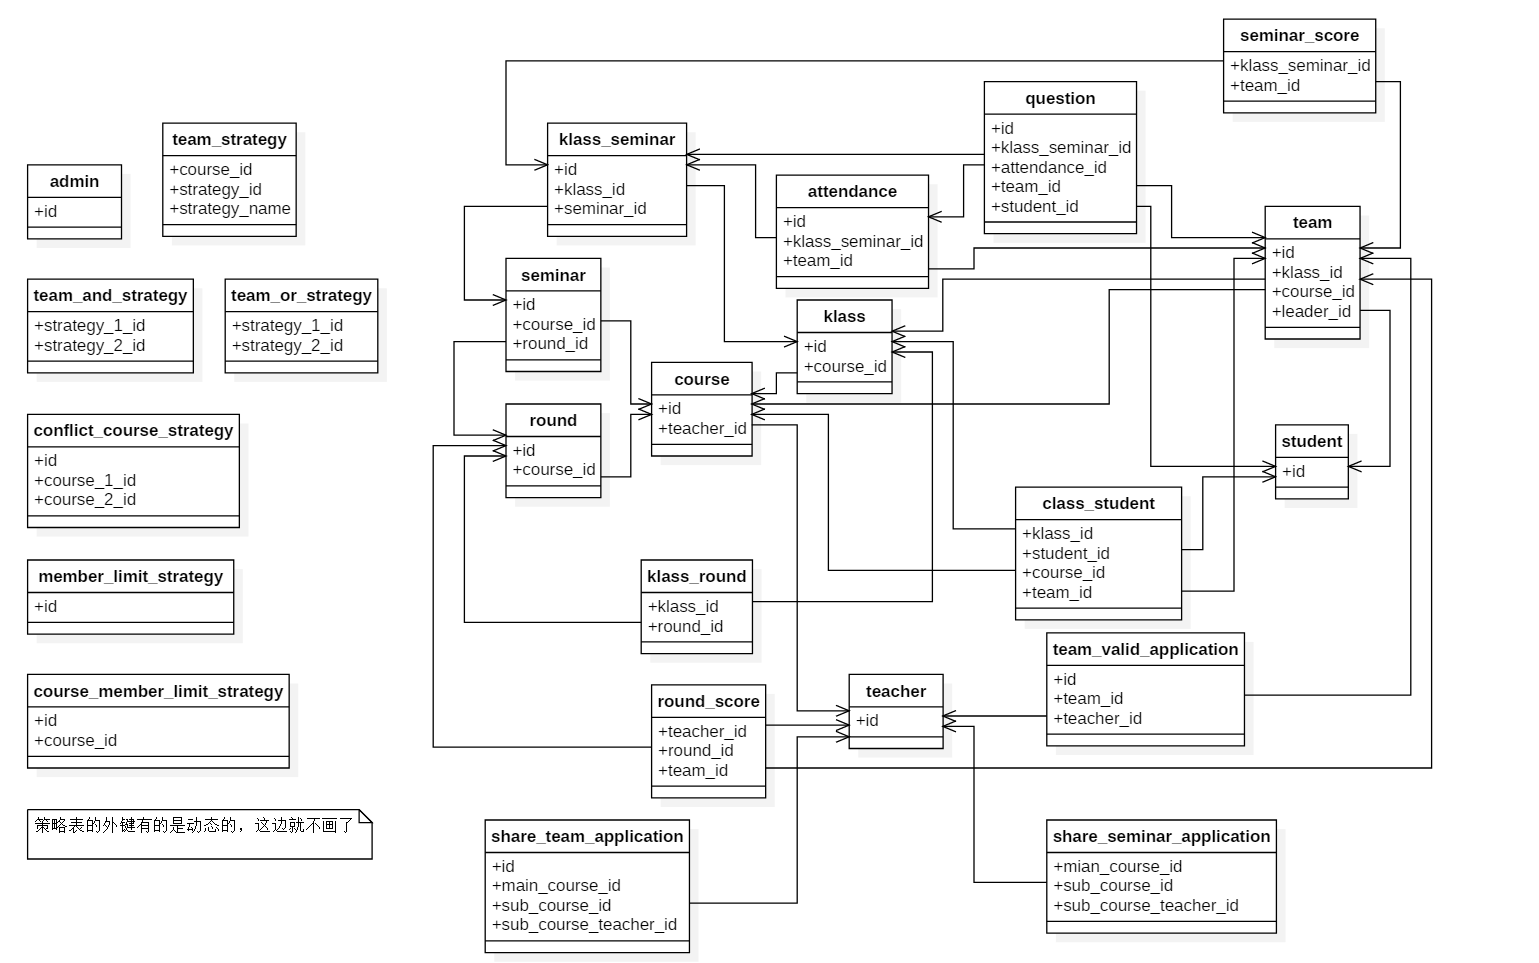 seminar_score
+klass_seminar_id
+team_id
question
+id
+klass_seminar_id
+attendance_id
+team_id
+student_id
team_strategy
+course_id
+strategy_id
+strategy_name
klass_seminar
+id
+klass_id
+seminar_id
admin
+id
attendance
+id
+klass_seminar_id
+team_id
team
+id
+klass_id
+course_id
+leader_id
seminar
+id
+course_id
+round_id
team_and_strategy
+strategy_1_id
+strategy_2_id
team_or_strategy
+strategy_1_id
+strategy_2_id
klass
+id
+course_id
course
+id
+teacher_id
round
+id
+course_id
conflict_course_strategy
+id
+course_1_id
+course_2_id
student
+id
class_student
+klass_id
+student_id
+course_id
+team_id
member_limit_strategy
+id
klass_round
+klass_id
+round_id
team_valid_application
+id
+team_id
+teacher_id
course_member_limit_strategy
+id
+course_id
round_score
+teacher_id
+round_id
+team_id
teacher
+id
策略表的外键有的是动态的，这边就不画了
share_team_application
+id
+main_course_id
+sub_course_id
+sub_course_teacher_id
share_seminar_application
+mian_course_id
+sub_course_id
+sub_course_teacher_id